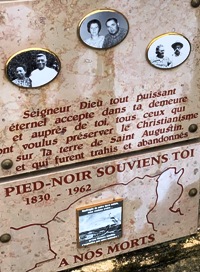 Seigneur Dieu tout puissant
éternel accepte dans ta demeure
et auprès de toi, tous ceux qui
ont voulus préserver le Christianisme
sur ta terre de Saint Augustin.
et qui furent trahis et abandonnés
PIED-NOIR SOUVIENS TOI
1830 - 1962
A NOS MORTS